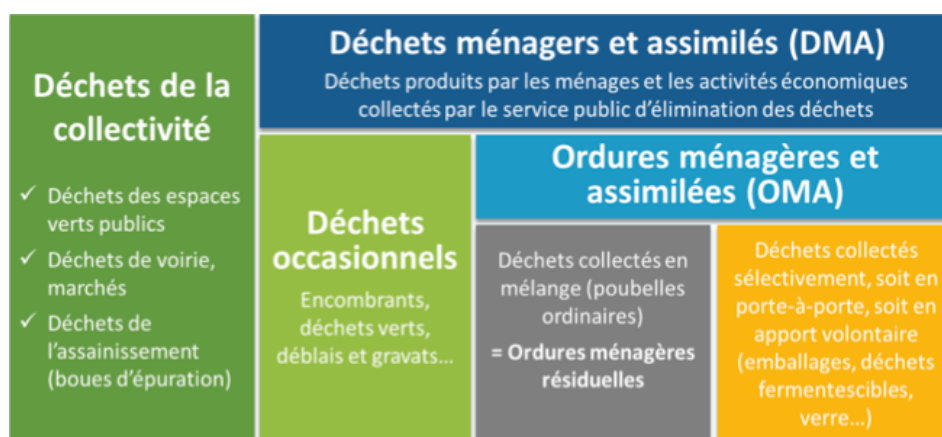 Déchets de la
collectivité
✓ Déchets des espaces
verts publics
✓ Déchets de voirie,
marchés
✓ Déchets de
l'assainissement
(boues d'épuration)
Déchets ménagers et assimilés (DMA)
Déchets produits par les ménages et les activités économiques
collectés par le service public d'élimination des déchets
Déchets
occasionnels
Encombrants,
déchets verts,
déblais et gravats...
Ordures ménagères et
assimilées (OMA)
Déchets collectés en
mélange (poubelles
ordinaires)
= Ordures ménagères
résiduelles
Déchets collectés
sélectivement, soit en
porte-à-porte, soit en
apport volontaire
(emballages, déchets
fermentescibles,
verre...)